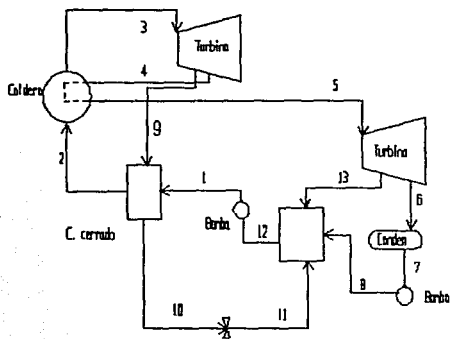 3
Turbina
4
Caldera
5
2
9
Turbina
1
13
6
C. cerrado
Bomba
12
Conden
7
8
Bomba
10
11